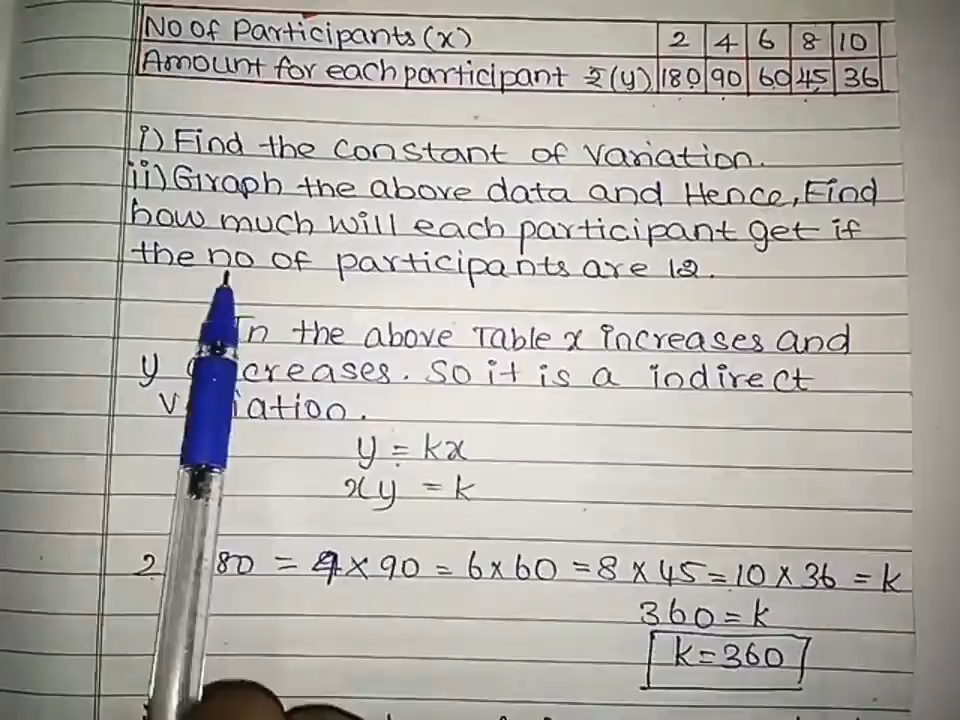 No Of Participants (x) 2 4 6 8 10
Amount for each participant ₹ (y) 180 90 60 45 36
i) Find the constant of variation.
ii) Graph the above data and Hence, Find
how much will each participant get if
the no of participants are 12.
In the above Table x increases and
y creases. So it is a indirect
iation.
y = kx
xy = k
2 80 = 4 x 90 = 6 x 60 = 8 x 45 = 10 x 36 = k
360 = k
k = 360